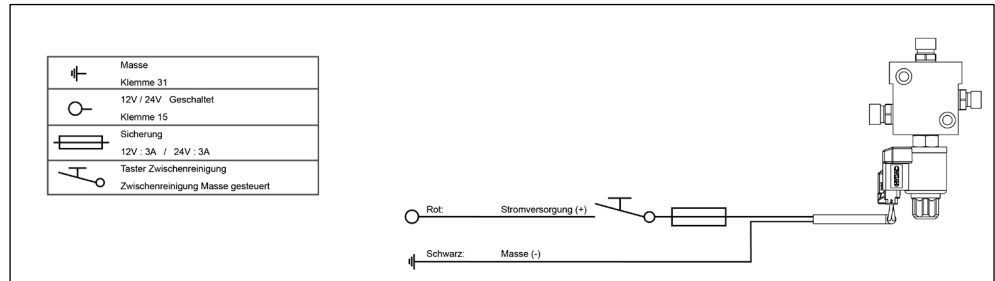 Masse
Klemme 31
12V / 24V Geschaltet
Klemme 15
Sicherung
12V : 3A / 24V : 3A
Taster Zwischenreinigung
Zwischenreinigung Masse gesteuert
Rot: Stromversorgung (+)
Schwarz: Masse (-)